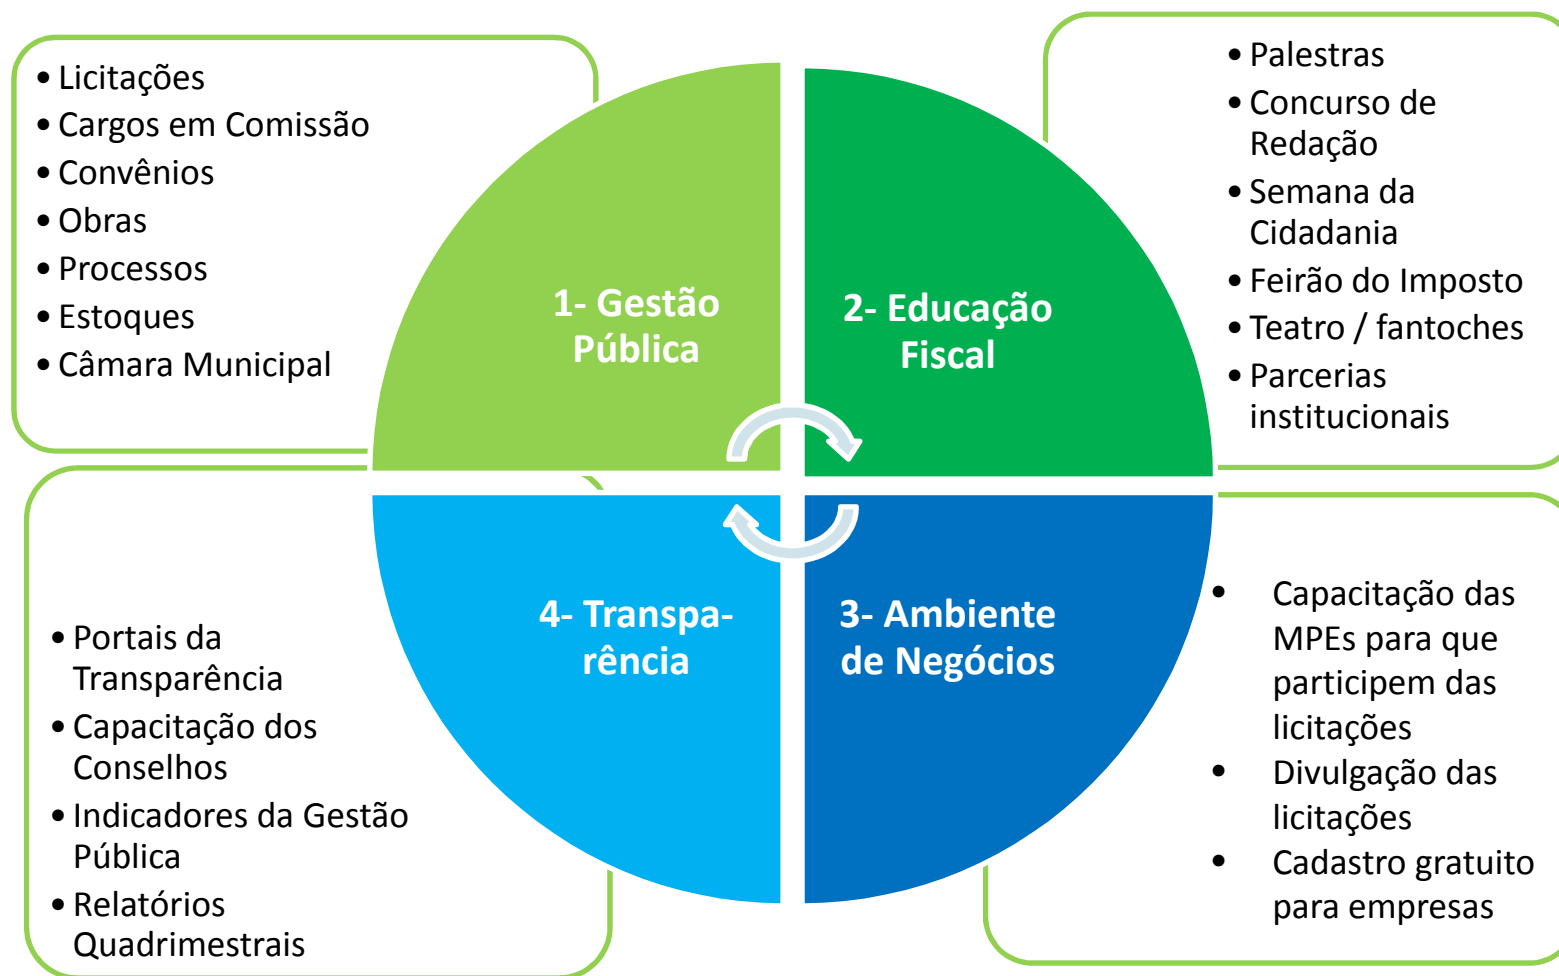 • Licitações
• Cargos em Comissão
• Convênios
• Obras
• Processos
• Estoques
• Câmara Municipal
1- Gestão
Pública
2- Educação
Fiscal
• Palestras
• Concurso de
Redação
• Semana da
Cidadania
• Feirão do Imposto
• Teatro / fantoches
• Parcerias
institucionais
• Portais da
Transparência
• Capacitação dos
Conselhos
• Indicadores da Gestão
Pública
• Relatórios
Quadrimestrais
4- Transpa-
rência
3- Ambiente
de Negócios
• Capacitação das
MPEs para que
participem das
licitações
• Divulgação das
licitações
• Cadastro gratuito
para empresas